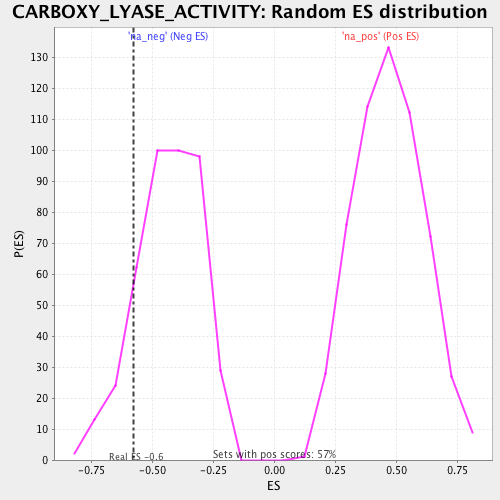 CARBOXY_LYASE_ACTIVITY: Random ES distribution
'na_neg' (Neg ES)
'na_pos' (Pos ES)
130
120
110
100
90
80
70
60
50
40
30
20
10
0
P(ES)
Real ES -0.6
Sets with pos scores: 57%
-0.75 -0.50 -0.25 0.00 0.25 0.50 0.75
ES